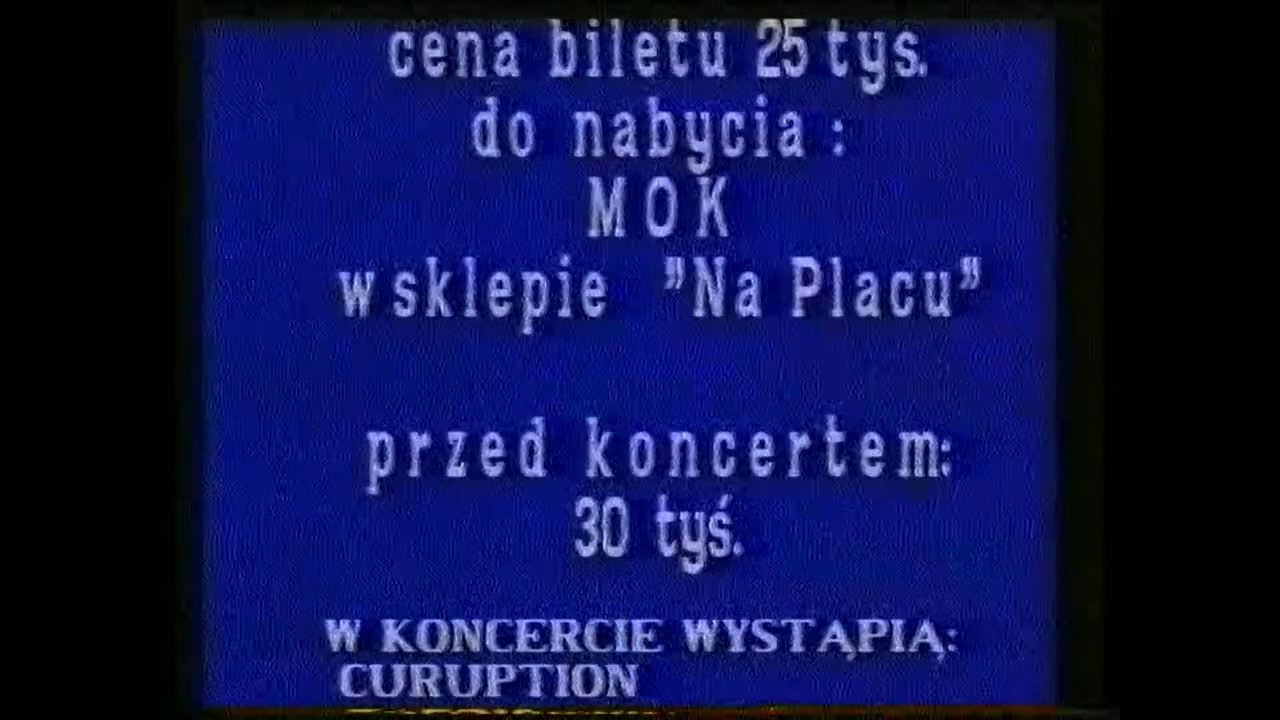 cena biletu 25 tys.
do nabycia :
MOK
w sklepie "Na Placu"
przed koncertem:
30 tyś.
W KONCERCIE WYSTĄPIĄ:
CURUPTION